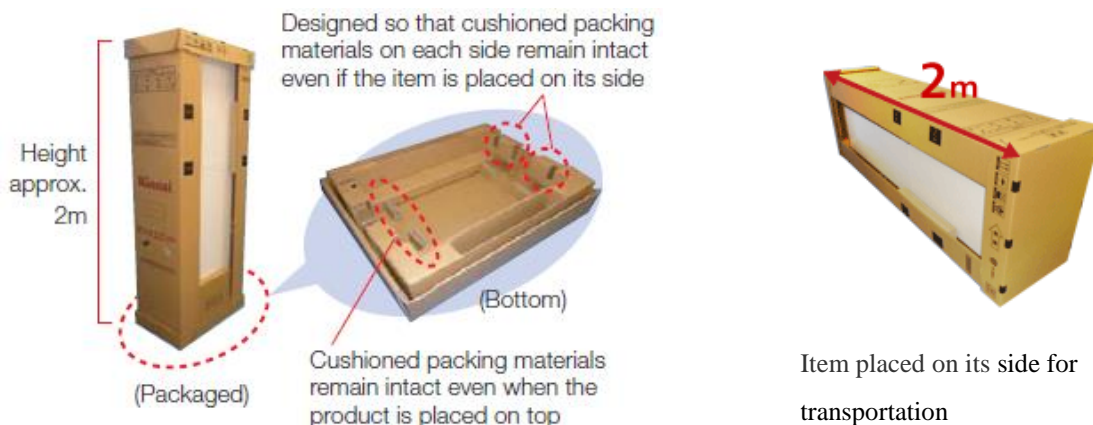 Designed so that cushioned packing
materials on each side remain intact
even if the item is placed on its side
Height
approx.
2m
Rinnai
(Packaged)
(Bottom)
Cushioned packing materials
remain intact even when the
product is placed on top
2m
Item placed on its side for
transportation